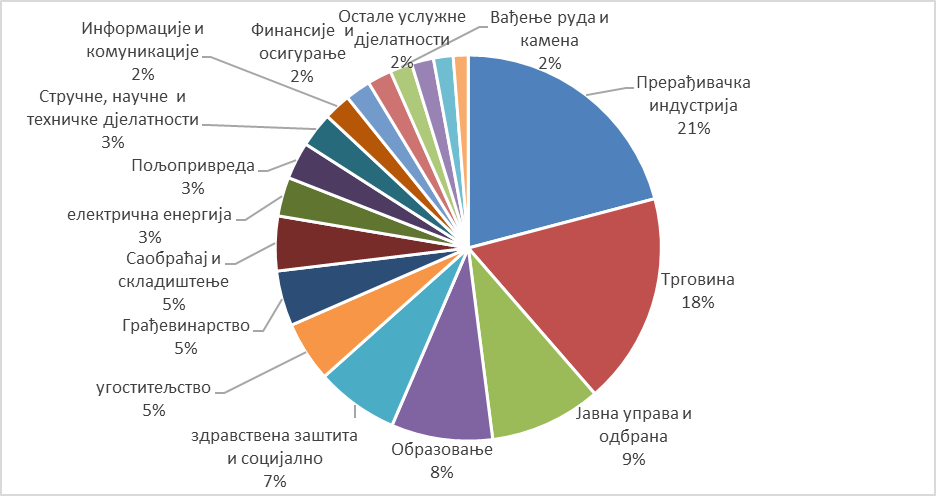 Прерађивачка
индустрија
21%
Трговина
18%
Јавна управа и
одбрана
9%
Образовање
8%
здравствена заштита
и социјално
7%
угоститељство
5%
Грађевинарство
5%
Саобраћај и
складиштење
5%
електрична енергија
3%
Пољопривреда
3%
Стручне, научне и
техничке дјелатности
3%
Информације и
комуникације
2%
Финансије и
осигурање
2%
Остале услужне
дјелатности
2%
Вађење руда и
камена
2%